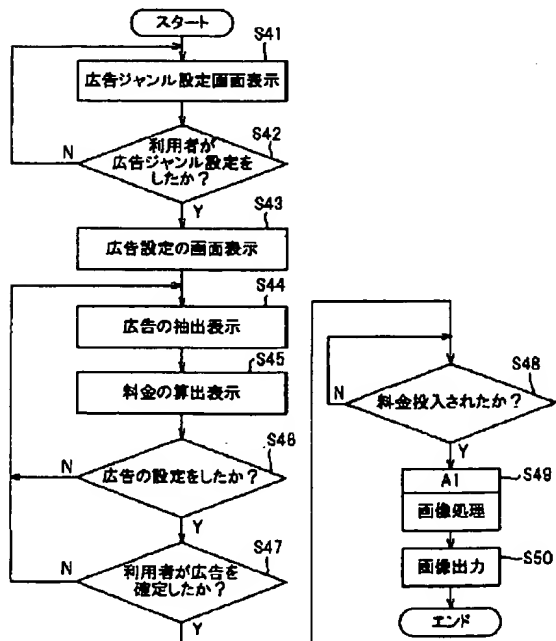 スタート
S41
広告ジャンル設定画面表示
S42
利用者が
広告ジャンル設定を
したか？
N
Y
S43
広告設定の画面表示
S44
広告の抽出表示
S45
料金の算出表示
S46
広告の設定をしたか？
N
Y
S47
利用者が広告を
確定したか？
N
Y
S48
料金投入されたか？
N
Y
S49
A1
画像処理
S50
画像出力
エンド